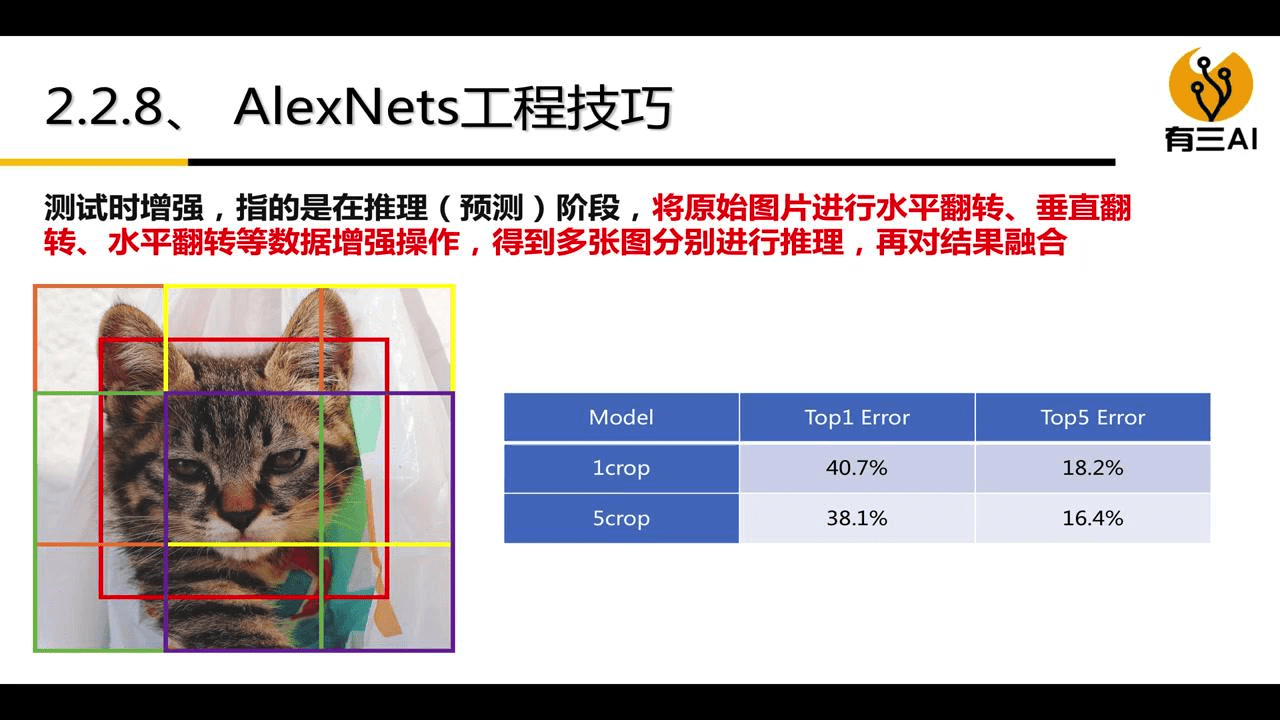 2.2.8、 AlexNets工程技巧
有三AI
测试时增强，指的是在推理（预测）阶段，将原始图片进行水平翻转、垂直翻
转、水平翻转等数据增强操作，得到多张图分别进行推理，再对结果融合
Model Top1 Error Top5 Error
1crop 40.7% 18.2%
5crop 38.1% 16.4%